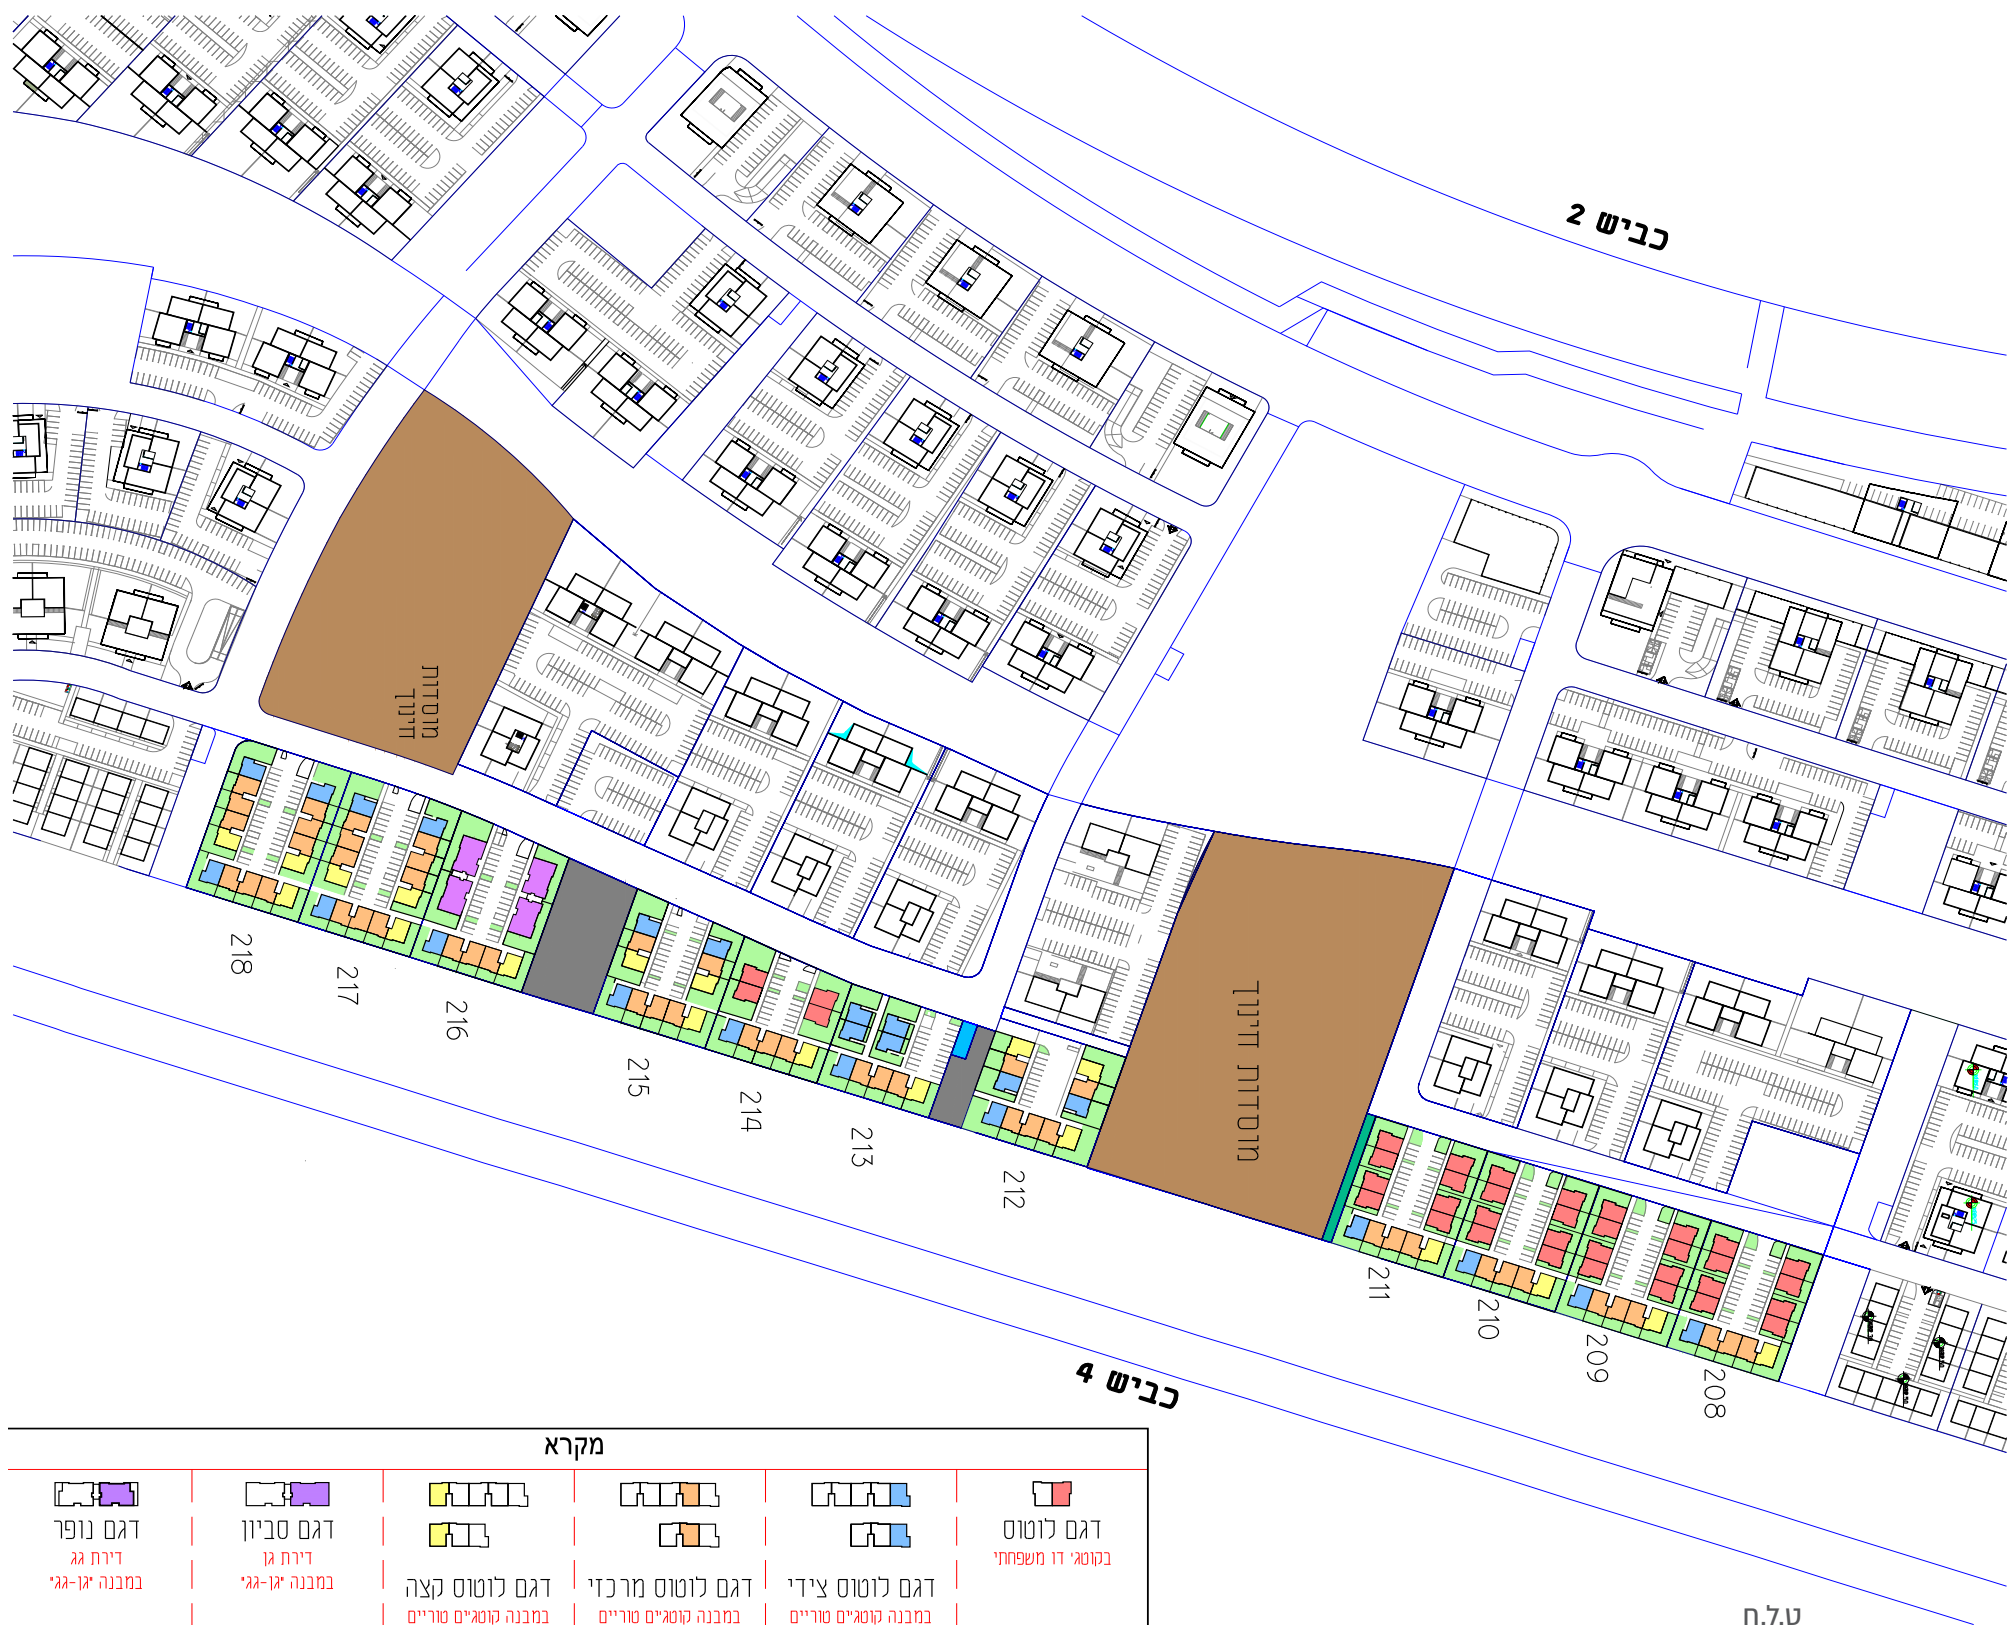 כביש 2
מוסדות
חינוך
מוסדות חינוך
218
217
216
215
214
213
212
211
210
209
208
כביש 4
מקרא
דגם לוטוס
בקוטג' דו משפחתי
דגם לוטוס צידי
במבנה קוטג'ים טוריים
דגם לוטוס מרכזי
במבנה קוטג'ים טוריים
דגם לוטוס קצה
במבנה קוטג'ים טוריים
דגם סביון
דירת גן
במבנה "גן-גג"
דגם נופר
דירת גג
במבנה "גן-גג"
ט.ל.ח